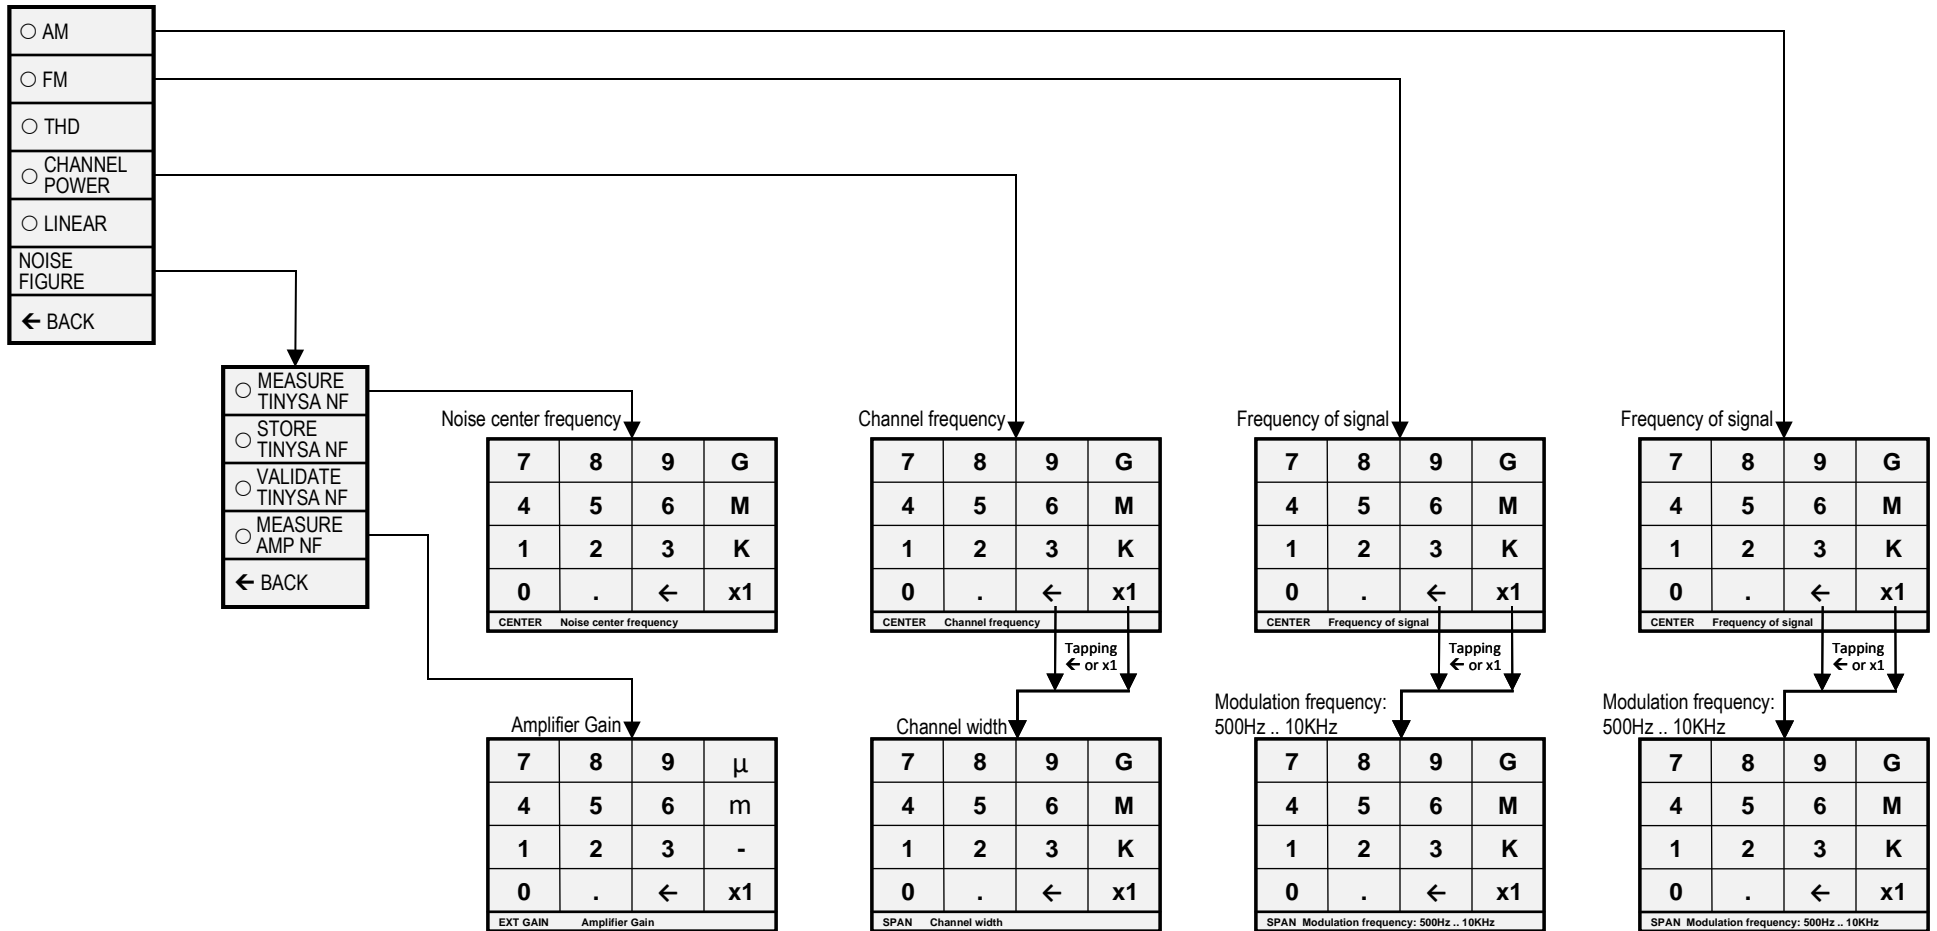 ○ AM
○ FM
○ THD
○ CHANNEL
POWER
○ LINEAR
NOISE
FIGURE
← BACK
○ MEASURE
TINYSA NF
○ STORE
TINYSA NF
○ VALIDATE
TINYSA NF
○ MEASURE
AMP NF
← BACK
Noise center frequency
7 8 9 G
4 5 6 M
1 2 3 K
0 . ← x1
CENTER Noise center frequency
Channel frequency
7 8 9 G
4 5 6 M
1 2 3 K
0 . ← x1
CENTER Channel frequency
Tapping
← or x1
Frequency of signal
7 8 9 G
4 5 6 M
1 2 3 K
0 . ← x1
CENTER Frequency of signal
Tapping
← or x1
Frequency of signal
7 8 9 G
4 5 6 M
1 2 3 K
0 . ← x1
CENTER Frequency of signal
Tapping
← or x1
Amplifier Gain
7 8 9 µ
4 5 6 m
1 2 3 -
0 . ← x1
EXT GAIN Amplifier Gain
Channel width
7 8 9 G
4 5 6 M
1 2 3 K
0 . ← x1
SPAN Channel width
Modulation frequency:
500Hz .. 10KHz
7 8 9 G
4 5 6 M
1 2 3 K
0 . ← x1
SPAN Modulation frequency: 500Hz .. 10KHz
Modulation frequency:
500Hz .. 10KHz
7 8 9 G
4 5 6 M
1 2 3 K
0 . ← x1
SPAN Modulation frequency: 500Hz .. 10KHz